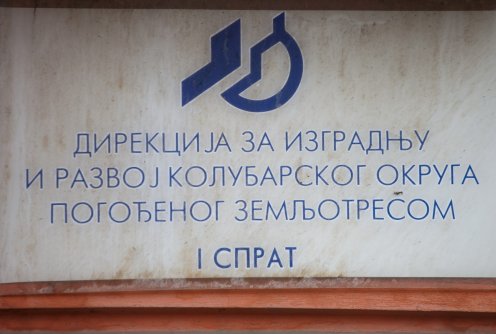 ДИРЕКЦИЈА ЗА ИЗГРАДЊУ
И РАЗВОЈ КОЛУБАРСКОГ ОКРУГА
ПОГОЂЕНОГ ЗЕМЉОТРЕСОМ
I СПРАТ